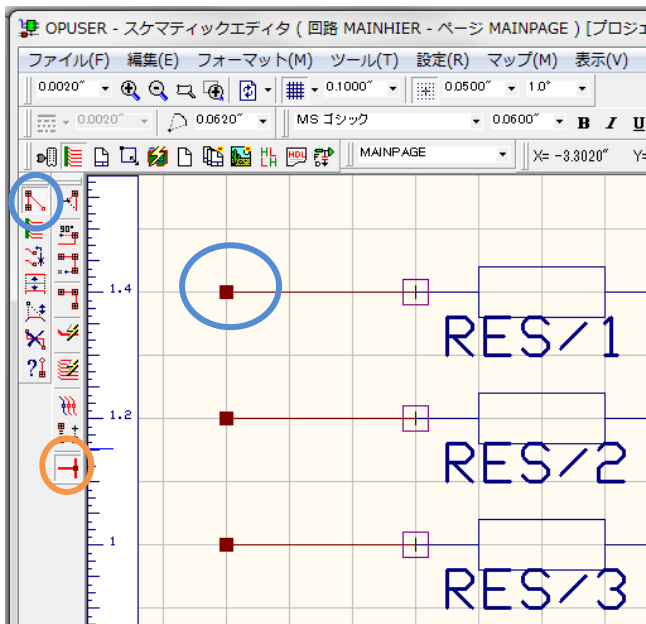 OPUSER - スケマティックエディタ ( 回路 MAINHIER - ページ MAINPAGE ) [プロジェ
ファイル(F) 編集(E) フォーマット(M) ツール(T) 設定(R) マップ(M) 表示(V)
0.0020" 0.1000" 0.0500" 1.0°
0.0020" 0.0620" MS ゴシック 0.0600" B I U
HL LH HDL MAINPAGE X= -3.3020" Y=
90°
1.4
RES/1
1.2
RES/2
1
RES/3